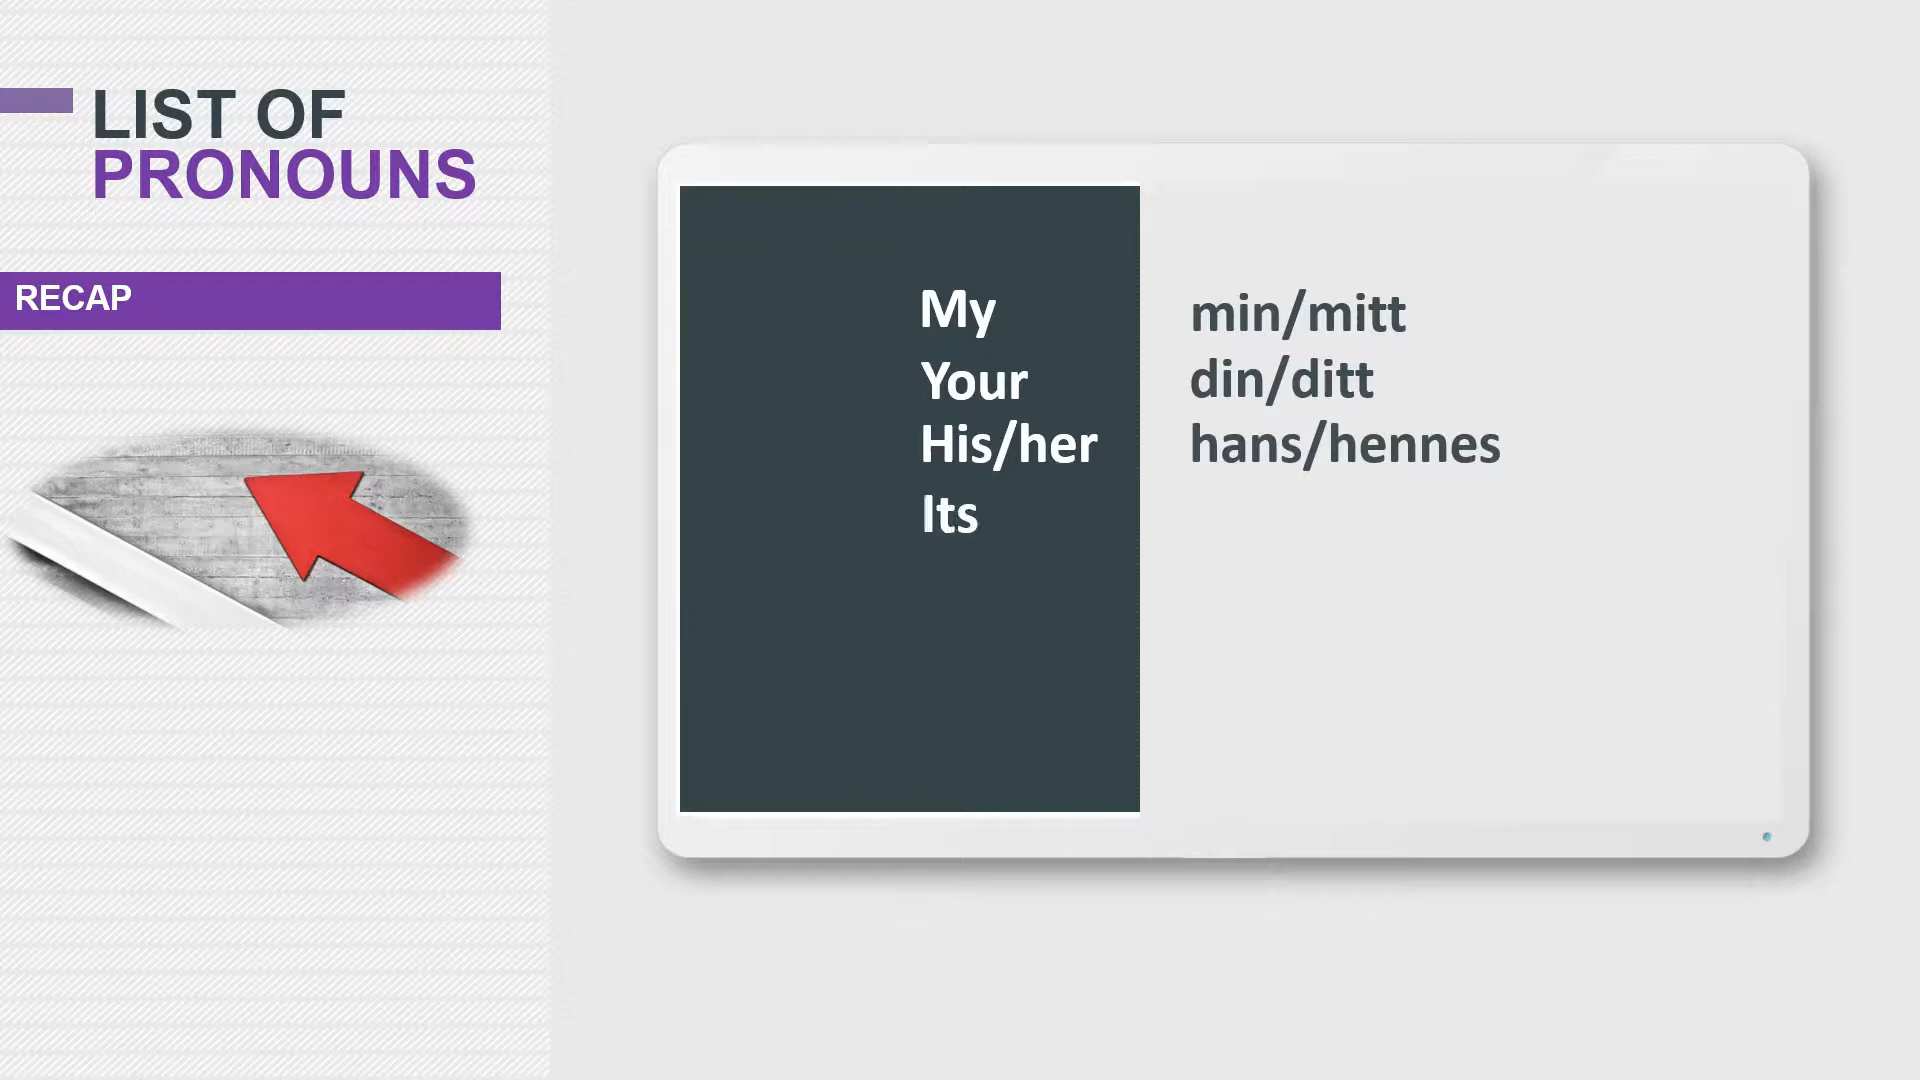 LIST OF
PRONOUNS
RECAP
My
Your
His/her
Its
min/mitt
din/ditt
hans/hennes